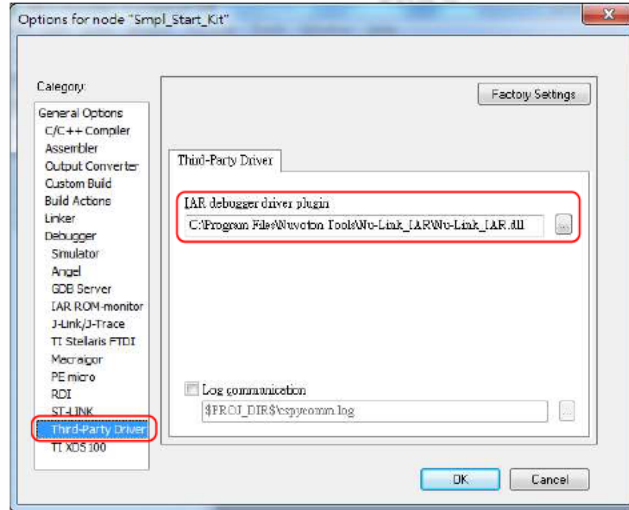 Options for node "Smpl_Start_Kit"
Category:
Factory Settings
General Options
C/C++ Compiler
Assembler
Output Converter
Custom Build
Build Actions
Linker
Debugger
Simulator
Angel
GDB Server
IAR ROM-monitor
J-Link/J-Trace
TI Stellaris FTDI
Macraigor
PE micro
RDI
ST-LINK
Third-Party Driver
TI XDS100
Third-Party Driver
IAR debugger driver plugin
C:\Program Files\Nuvoton Tools\Nu-Link_IAR\Nu-Link_IAR.dll
...
Log communication
$PROJ_DIR$\cspycomm.log
OK
Cancel